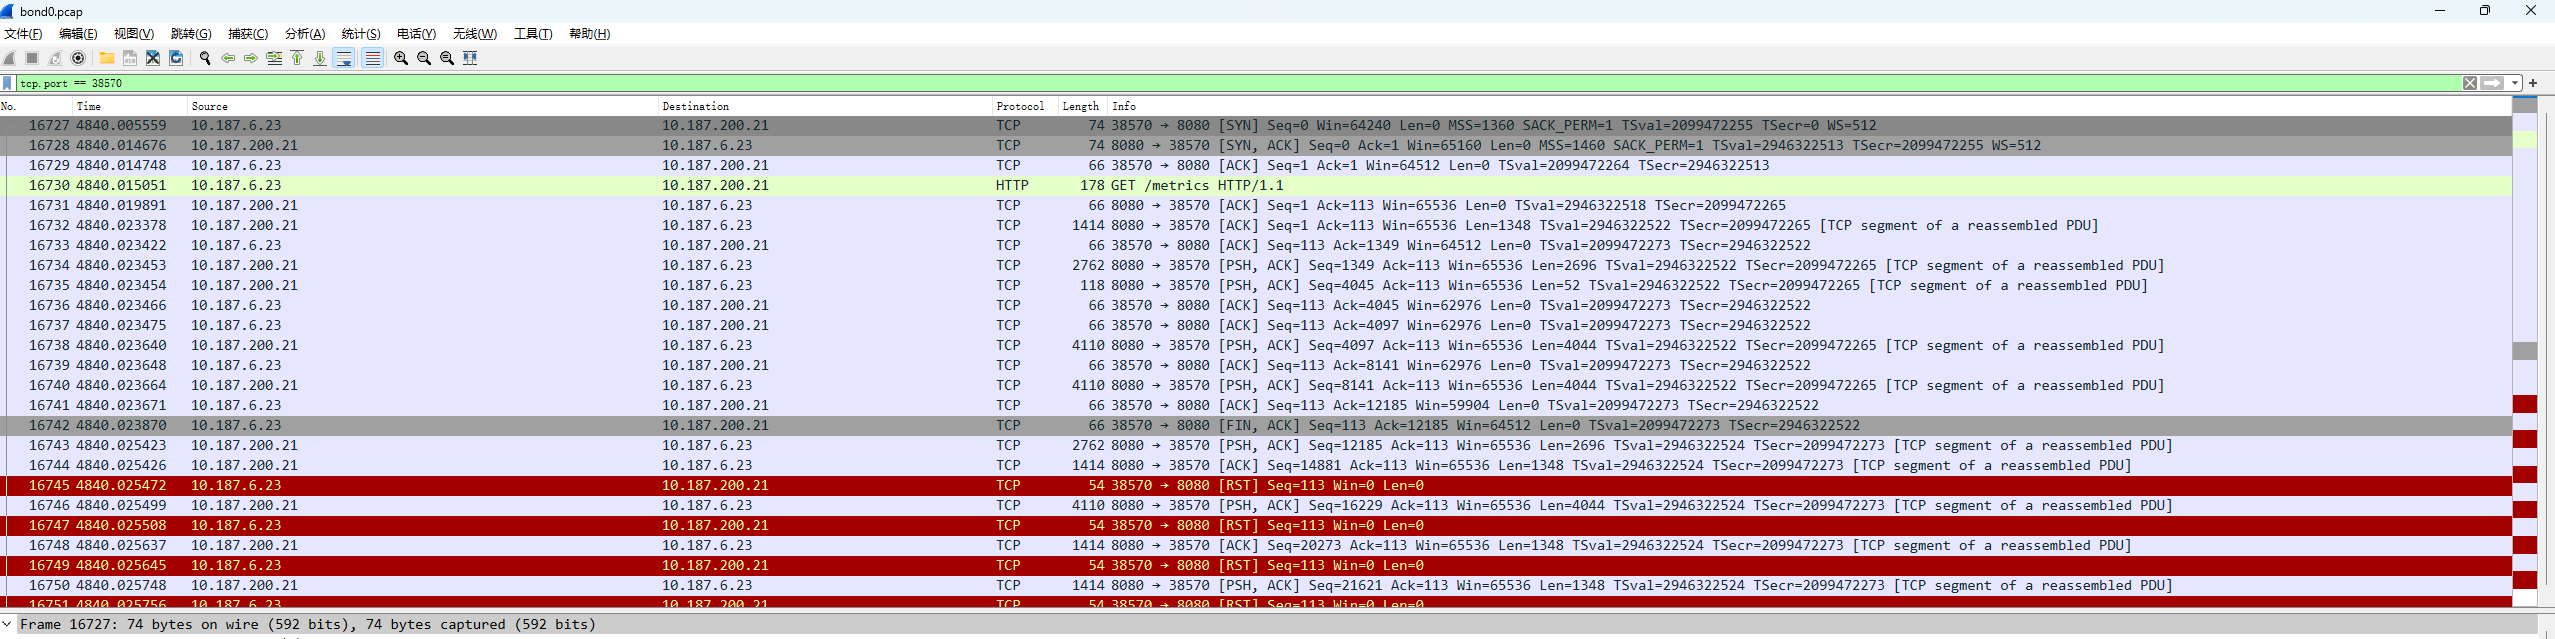 bond0.pcap
文件(F) 编辑(E) 视图(V) 跳转(G) 捕获(C) 分析(A) 统计(S) 电话(Y) 无线(W) 工具(T) 帮助(H)
tcp.port == 38570
No. Time Source Destination Protocol Length Info
16727 4840.005559 10.187.6.23 10.187.200.21 TCP 74 38570 → 8080 [SYN] Seq=0 Win=64240 Len=0 MSS=1360 SACK_PERM=1 TSval=2099472255 TSecr=0 WS=512
16728 4840.014676 10.187.200.21 10.187.6.23 TCP 74 8080 → 38570 [SYN, ACK] Seq=0 Ack=1 Win=65160 Len=0 MSS=1460 SACK_PERM=1 TSval=2946322513 TSecr=2099472255 WS=512
16729 4840.014748 10.187.6.23 10.187.200.21 TCP 66 38570 → 8080 [ACK] Seq=1 Ack=1 Win=64512 Len=0 TSval=2099472264 TSecr=2946322513
16730 4840.015051 10.187.6.23 10.187.200.21 HTTP 178 GET /metrics HTTP/1.1
16731 4840.019891 10.187.200.21 10.187.6.23 TCP 66 8080 → 38570 [ACK] Seq=1 Ack=113 Win=65536 Len=0 TSval=2946322518 TSecr=2099472265
16732 4840.023378 10.187.200.21 10.187.6.23 TCP 1414 8080 → 38570 [ACK] Seq=1 Ack=113 Win=65536 Len=1348 TSval=2946322522 TSecr=2099472265 [TCP segment of a reassembled PDU]
16733 4840.023422 10.187.6.23 10.187.200.21 TCP 66 38570 → 8080 [ACK] Seq=113 Ack=1349 Win=64512 Len=0 TSval=2099472273 TSecr=2946322522
16734 4840.023453 10.187.200.21 10.187.6.23 TCP 2762 8080 → 38570 [PSH, ACK] Seq=1349 Ack=113 Win=65536 Len=2696 TSval=2946322522 TSecr=2099472265 [TCP segment of a reassembled PDU]
16735 4840.023454 10.187.200.21 10.187.6.23 TCP 118 8080 → 38570 [PSH, ACK] Seq=4045 Ack=113 Win=65536 Len=52 TSval=2946322522 TSecr=2099472265 [TCP segment of a reassembled PDU]
16736 4840.023466 10.187.6.23 10.187.200.21 TCP 66 38570 → 8080 [ACK] Seq=113 Ack=4045 Win=62976 Len=0 TSval=2099472273 TSecr=2946322522
16737 4840.023475 10.187.6.23 10.187.200.21 TCP 66 38570 → 8080 [ACK] Seq=113 Ack=4097 Win=62976 Len=0 TSval=2099472273 TSecr=2946322522
16738 4840.023640 10.187.200.21 10.187.6.23 TCP 4110 8080 → 38570 [PSH, ACK] Seq=4097 Ack=113 Win=65536 Len=4044 TSval=2946322522 TSecr=2099472265 [TCP segment of a reassembled PDU]
16739 4840.023648 10.187.6.23 10.187.200.21 TCP 66 38570 → 8080 [ACK] Seq=113 Ack=8141 Win=62976 Len=0 TSval=2099472273 TSecr=2946322522
16740 4840.023664 10.187.200.21 10.187.6.23 TCP 4110 8080 → 38570 [PSH, ACK] Seq=8141 Ack=113 Win=65536 Len=4044 TSval=2946322522 TSecr=2099472265 [TCP segment of a reassembled PDU]
16741 4840.023671 10.187.6.23 10.187.200.21 TCP 66 38570 → 8080 [ACK] Seq=113 Ack=12185 Win=59904 Len=0 TSval=2099472273 TSecr=2946322522
16742 4840.023870 10.187.6.23 10.187.200.21 TCP 66 38570 → 8080 [FIN, ACK] Seq=113 Ack=12185 Win=64512 Len=0 TSval=2099472273 TSecr=2946322522
16743 4840.025423 10.187.200.21 10.187.6.23 TCP 2762 8080 → 38570 [PSH, ACK] Seq=12185 Ack=113 Win=65536 Len=2696 TSval=2946322524 TSecr=2099472273 [TCP segment of a reassembled PDU]
16744 4840.025426 10.187.200.21 10.187.6.23 TCP 1414 8080 → 38570 [ACK] Seq=14881 Ack=113 Win=65536 Len=1348 TSval=2946322524 TSecr=2099472273 [TCP segment of a reassembled PDU]
16745 4840.025472 10.187.6.23 10.187.200.21 TCP 54 38570 → 8080 [RST] Seq=113 Win=0 Len=0
16746 4840.025499 10.187.200.21 10.187.6.23 TCP 4110 8080 → 38570 [PSH, ACK] Seq=16229 Ack=113 Win=65536 Len=4044 TSval=2946322524 TSecr=2099472273 [TCP segment of a reassembled PDU]
16747 4840.025508 10.187.6.23 10.187.200.21 TCP 54 38570 → 8080 [RST] Seq=113 Win=0 Len=0
16748 4840.025637 10.187.200.21 10.187.6.23 TCP 1414 8080 → 38570 [ACK] Seq=20273 Ack=113 Win=65536 Len=1348 TSval=2946322524 TSecr=2099472273 [TCP segment of a reassembled PDU]
16749 4840.025645 10.187.6.23 10.187.200.21 TCP 54 38570 → 8080 [RST] Seq=113 Win=0 Len=0
16750 4840.025748 10.187.200.21 10.187.6.23 TCP 1414 8080 → 38570 [PSH, ACK] Seq=21621 Ack=113 Win=65536 Len=1348 TSval=2946322524 TSecr=2099472273 [TCP segment of a reassembled PDU]
16751 4840.025756 10.187.6.23 10.187.200.21 TCP 54 38570 → 8080 [RST] Seq=113 Win=0 Len=0
Frame 16727: 74 bytes on wire (592 bits), 74 bytes captured (592 bits)